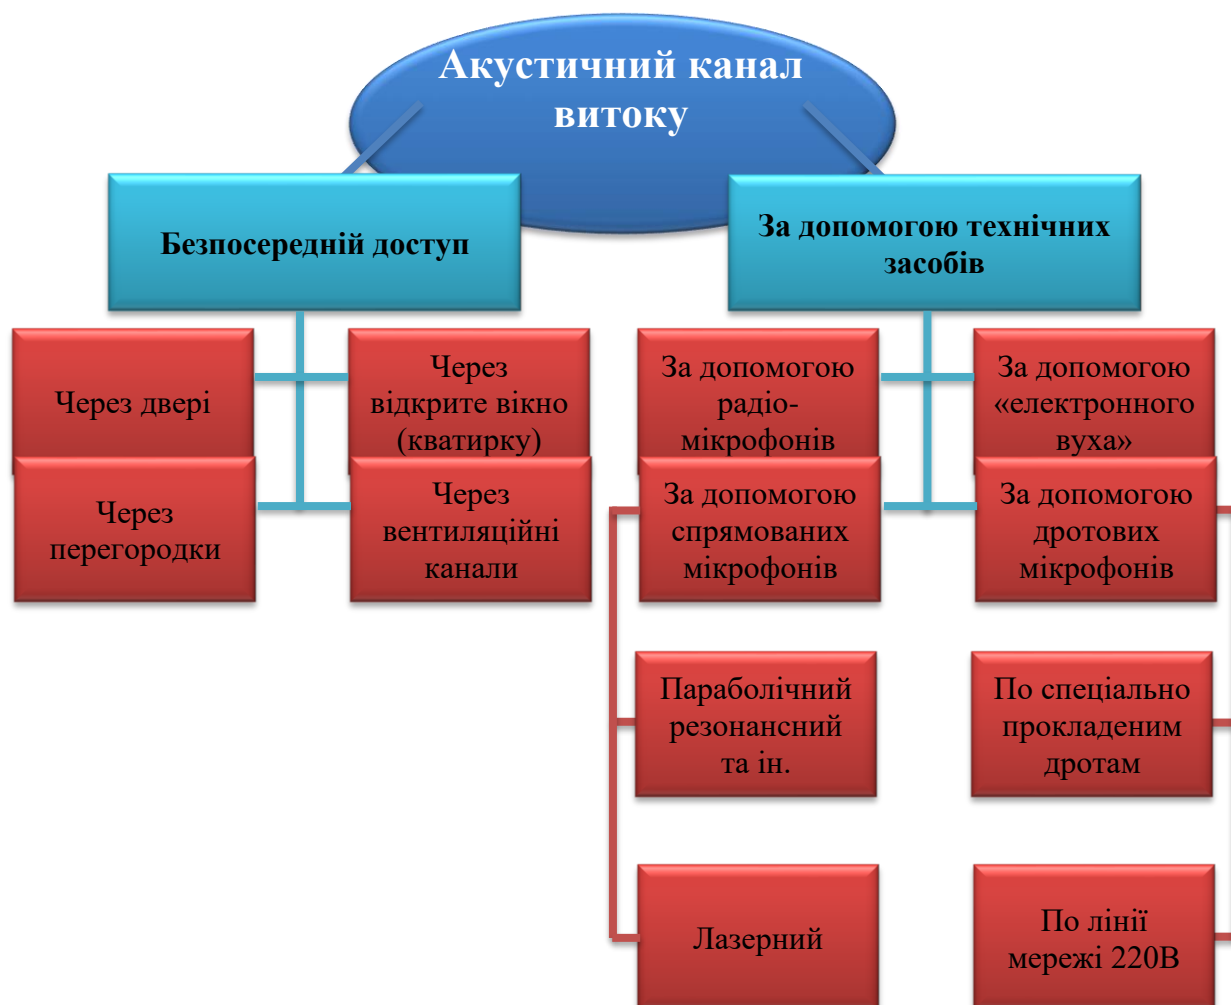 Акустичний канал
витоку
Безпосередній доступ
За допомогою технічних
засобів
Через двері
Через
відкрите вікно
(кватирку)
За допомогою
радіо-
мікрофонів
За допомогою
«електронного
вуха»
Через
перегородки
Через
вентиляційні
канали
За допомогою
спрямованих
мікрофонів
За допомогою
дротових
мікрофонів
Параболічний
резонансний
та ін.
По спеціально
прокладеним
дротам
Лазерний
По лінії
мережі 220В